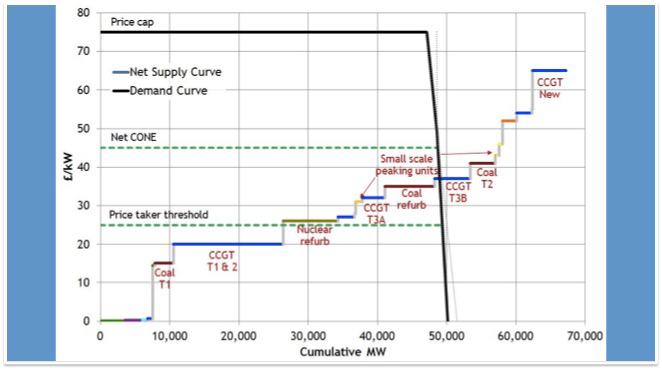 80
Price cap
70
60
Net Supply Curve
Demand Curve
CCGT
New
50
Net CONE
£/kW
40
Small scale
peaking units
Coal
T2
CCGT
T3B
Coal
refurb
CCGT
T3A
30
Price taker threshold
Nuclear
refurb
20
CCGT
T1 & 2
Coal
T1
10
0
0
10,000
20,000
30,000
40,000
50,000
60,000
70,000
Cumulative MW